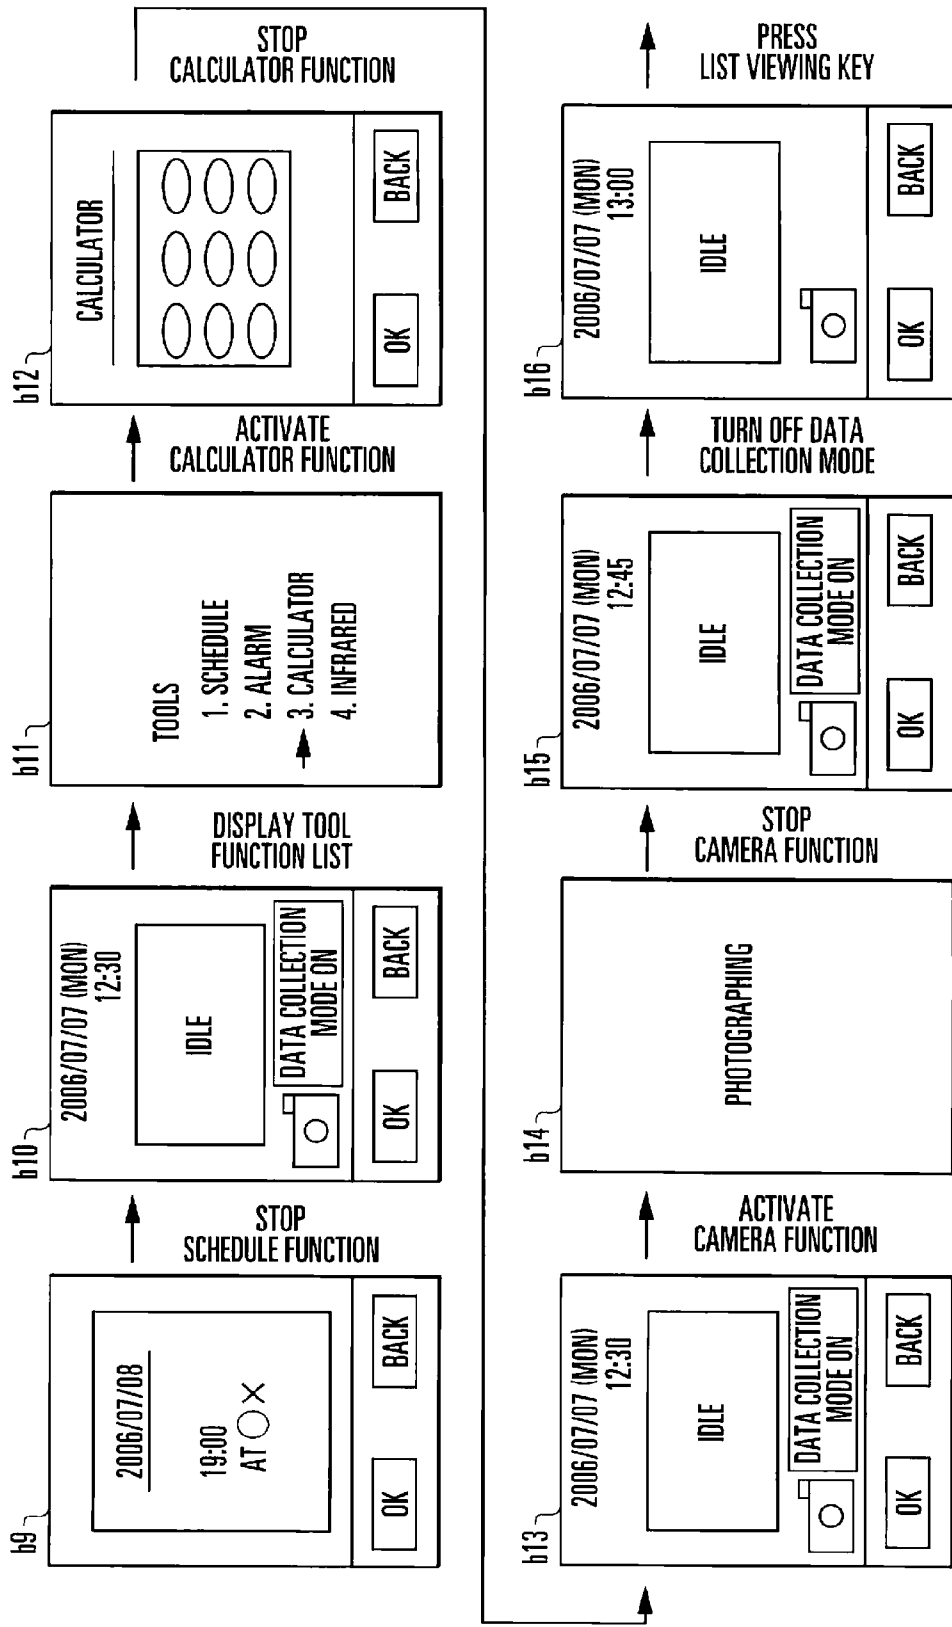 b9
2006/07/08
19:00
AT ○ ×
OK
BACK
STOP
SCHEDULE FUNCTION
b10
2006/07/07 (MON)
12:30
IDLE
DATA COLLECTION
MODE ON
OK
BACK
DISPLAY TOOL
FUNCTION LIST
b11
TOOLS
1. SCHEDULE
2. ALARM
3. CALCULATOR
4. INFRARED
ACTIVATE
CALCULATOR FUNCTION
b12
CALCULATOR
OK
BACK
STOP
CALCULATOR FUNCTION
b13
2006/07/07 (MON)
12:30
IDLE
DATA COLLECTION
MODE ON
OK
BACK
ACTIVATE
CAMERA FUNCTION
b14
PHOTOGRAPHING
STOP
CAMERA FUNCTION
b15
2006/07/07 (MON)
12:45
IDLE
DATA COLLECTION
MODE ON
OK
BACK
TURN OFF DATA
COLLECTION MODE
b16
2006/07/07 (MON)
13:00
IDLE
OK
BACK
PRESS
LIST VIEWING KEY